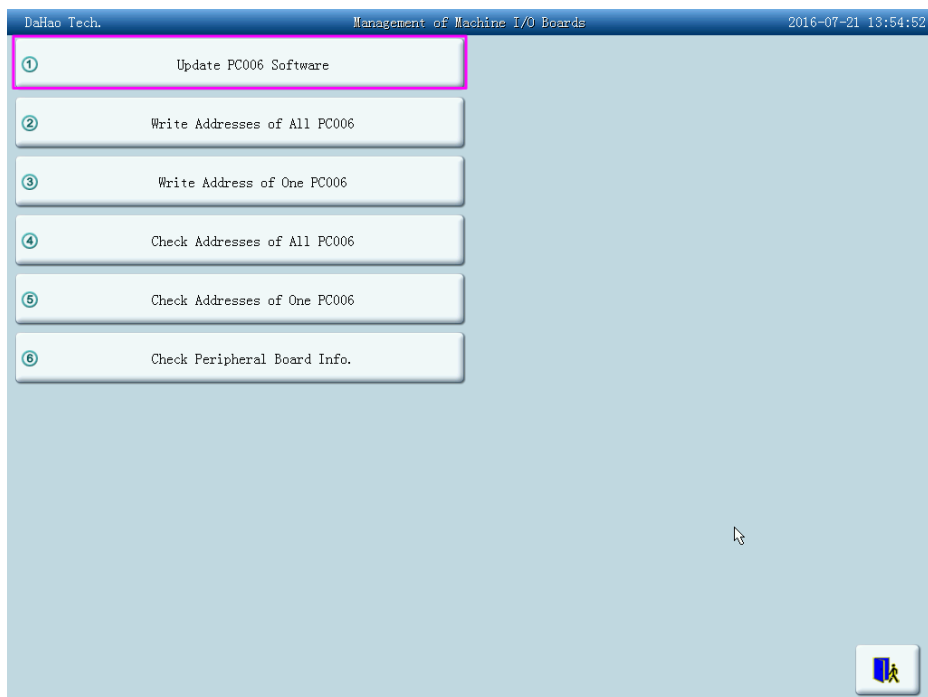 DaHao Tech. Management of Machine I/O Boards 2016-07-21 13:54:52
① Update PC006 Software
② Write Addresses of All PC006
③ Write Address of One PC006
④ Check Addresses of All PC006
⑤ Check Addresses of One PC006
⑥ Check Peripheral Board Info.